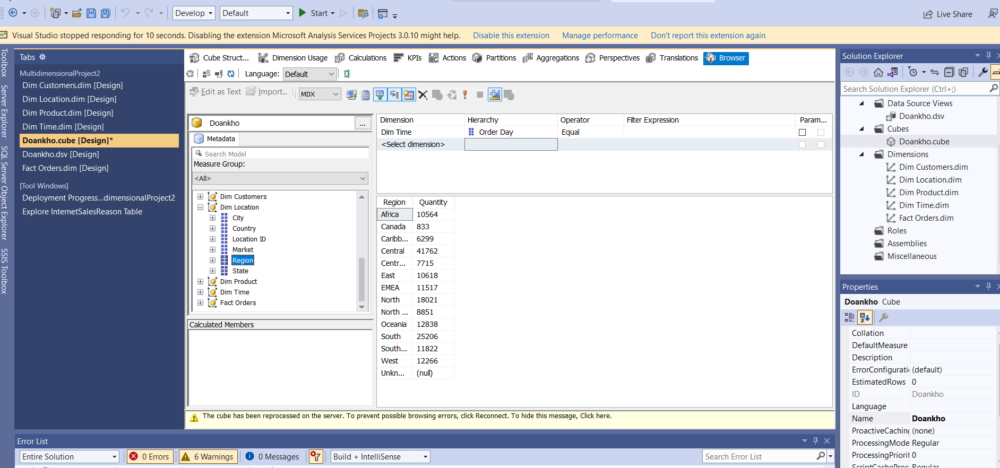 Develop
Default
Start
Live Share
Visual Studio stopped responding for 10 seconds. Disabling the extension Microsoft Analysis Services Projects 3.0.10 might help. Disable this extension Manage performance Don't report this extension again
Toolbox
Server Explorer
SQL Server Object Explorer
SSIS Toolbox
Tabs
MultidimensionalProject2
Dim Customers.dim [Design]
Dim Location.dim [Design]
Dim Product.dim [Design]
Dim Time.dim [Design]
Doankho.cube [Design]*
Doankho.dsv [Design]
Fact Orders.dim [Design]
[Tool Windows]
Deployment Progress...dimensionalProject2
Explore InternetSalesReason Table
Cube Struct... Dimension Usage Calculations KPIs Actions Partitions Aggregations Perspectives Translations Browser
Language: Default
Edit as Text Import... MDX
Doankho ...
Metadata
Search Model
Measure Group:
<All>
Dim Customers
Dim Location
City
Country
Location ID
Market
Region
State
Dim Product
Dim Time
Fact Orders
Calculated Members
Dimension Hierarchy Operator Filter Expression Param...
Dim Time Order Day Equal
<Select dimension>
Region Quantity
Africa 10564
Canada 833
Caribb... 6299
Central 41762
Centr... 7715
East 10618
EMEA 11517
North 18021
North ... 8851
Oceania 12838
South 25206
South... 11822
West 12266
Unkn... (null)
The cube has been reprocessed on the server. To prevent possible browsing errors, click Reconnect. To hide this message, Click here.
Solution Explorer
Search Solution Explorer (Ctrl+;)
Data Source Views
Doankho.dsv
Cubes
Doankho.cube
Dimensions
Dim Customers.dim
Dim Location.dim
Dim Product.dim
Dim Time.dim
Fact Orders.dim
Roles
Assemblies
Miscellaneous
Properties
Doankho Cube
Collation
DefaultMeasure
Description
ErrorConfigurati (default)
EstimatedRows 0
ID Doankho
Language
Name Doankho
ProactiveCaching (none)
ProcessingMode Regular
ProcessingPriorit 0
ScriptCacheProc Regular
Error List
Entire Solution 0 Errors 6 Warnings 0 Messages Build + IntelliSense Search Error List